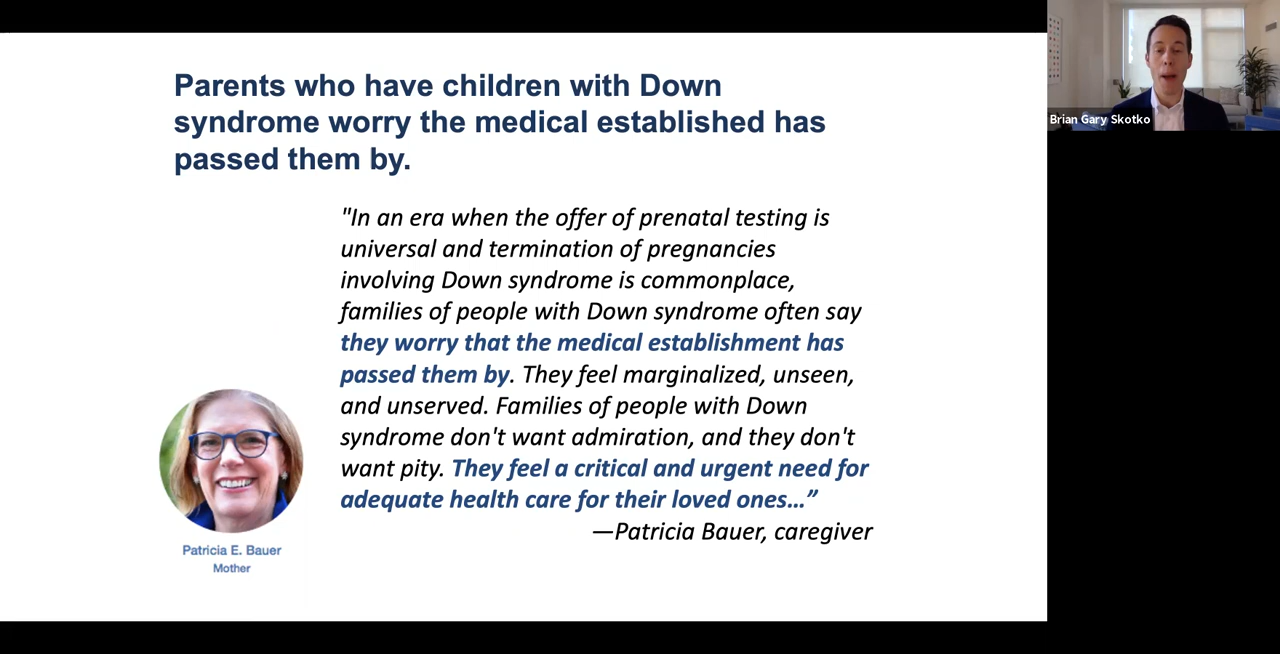 Parents who have children with Down
syndrome worry the medical established has
passed them by.
"In an era when the offer of prenatal testing is
universal and termination of pregnancies
involving Down syndrome is commonplace,
families of people with Down syndrome often say
they worry that the medical establishment has
passed them by. They feel marginalized, unseen,
and unserved. Families of people with Down
syndrome don't want admiration, and they don't
want pity. They feel a critical and urgent need for
adequate health care for their loved ones…”
—Patricia Bauer, caregiver
Patricia E. Bauer
Mother
Brian Gary Skotko